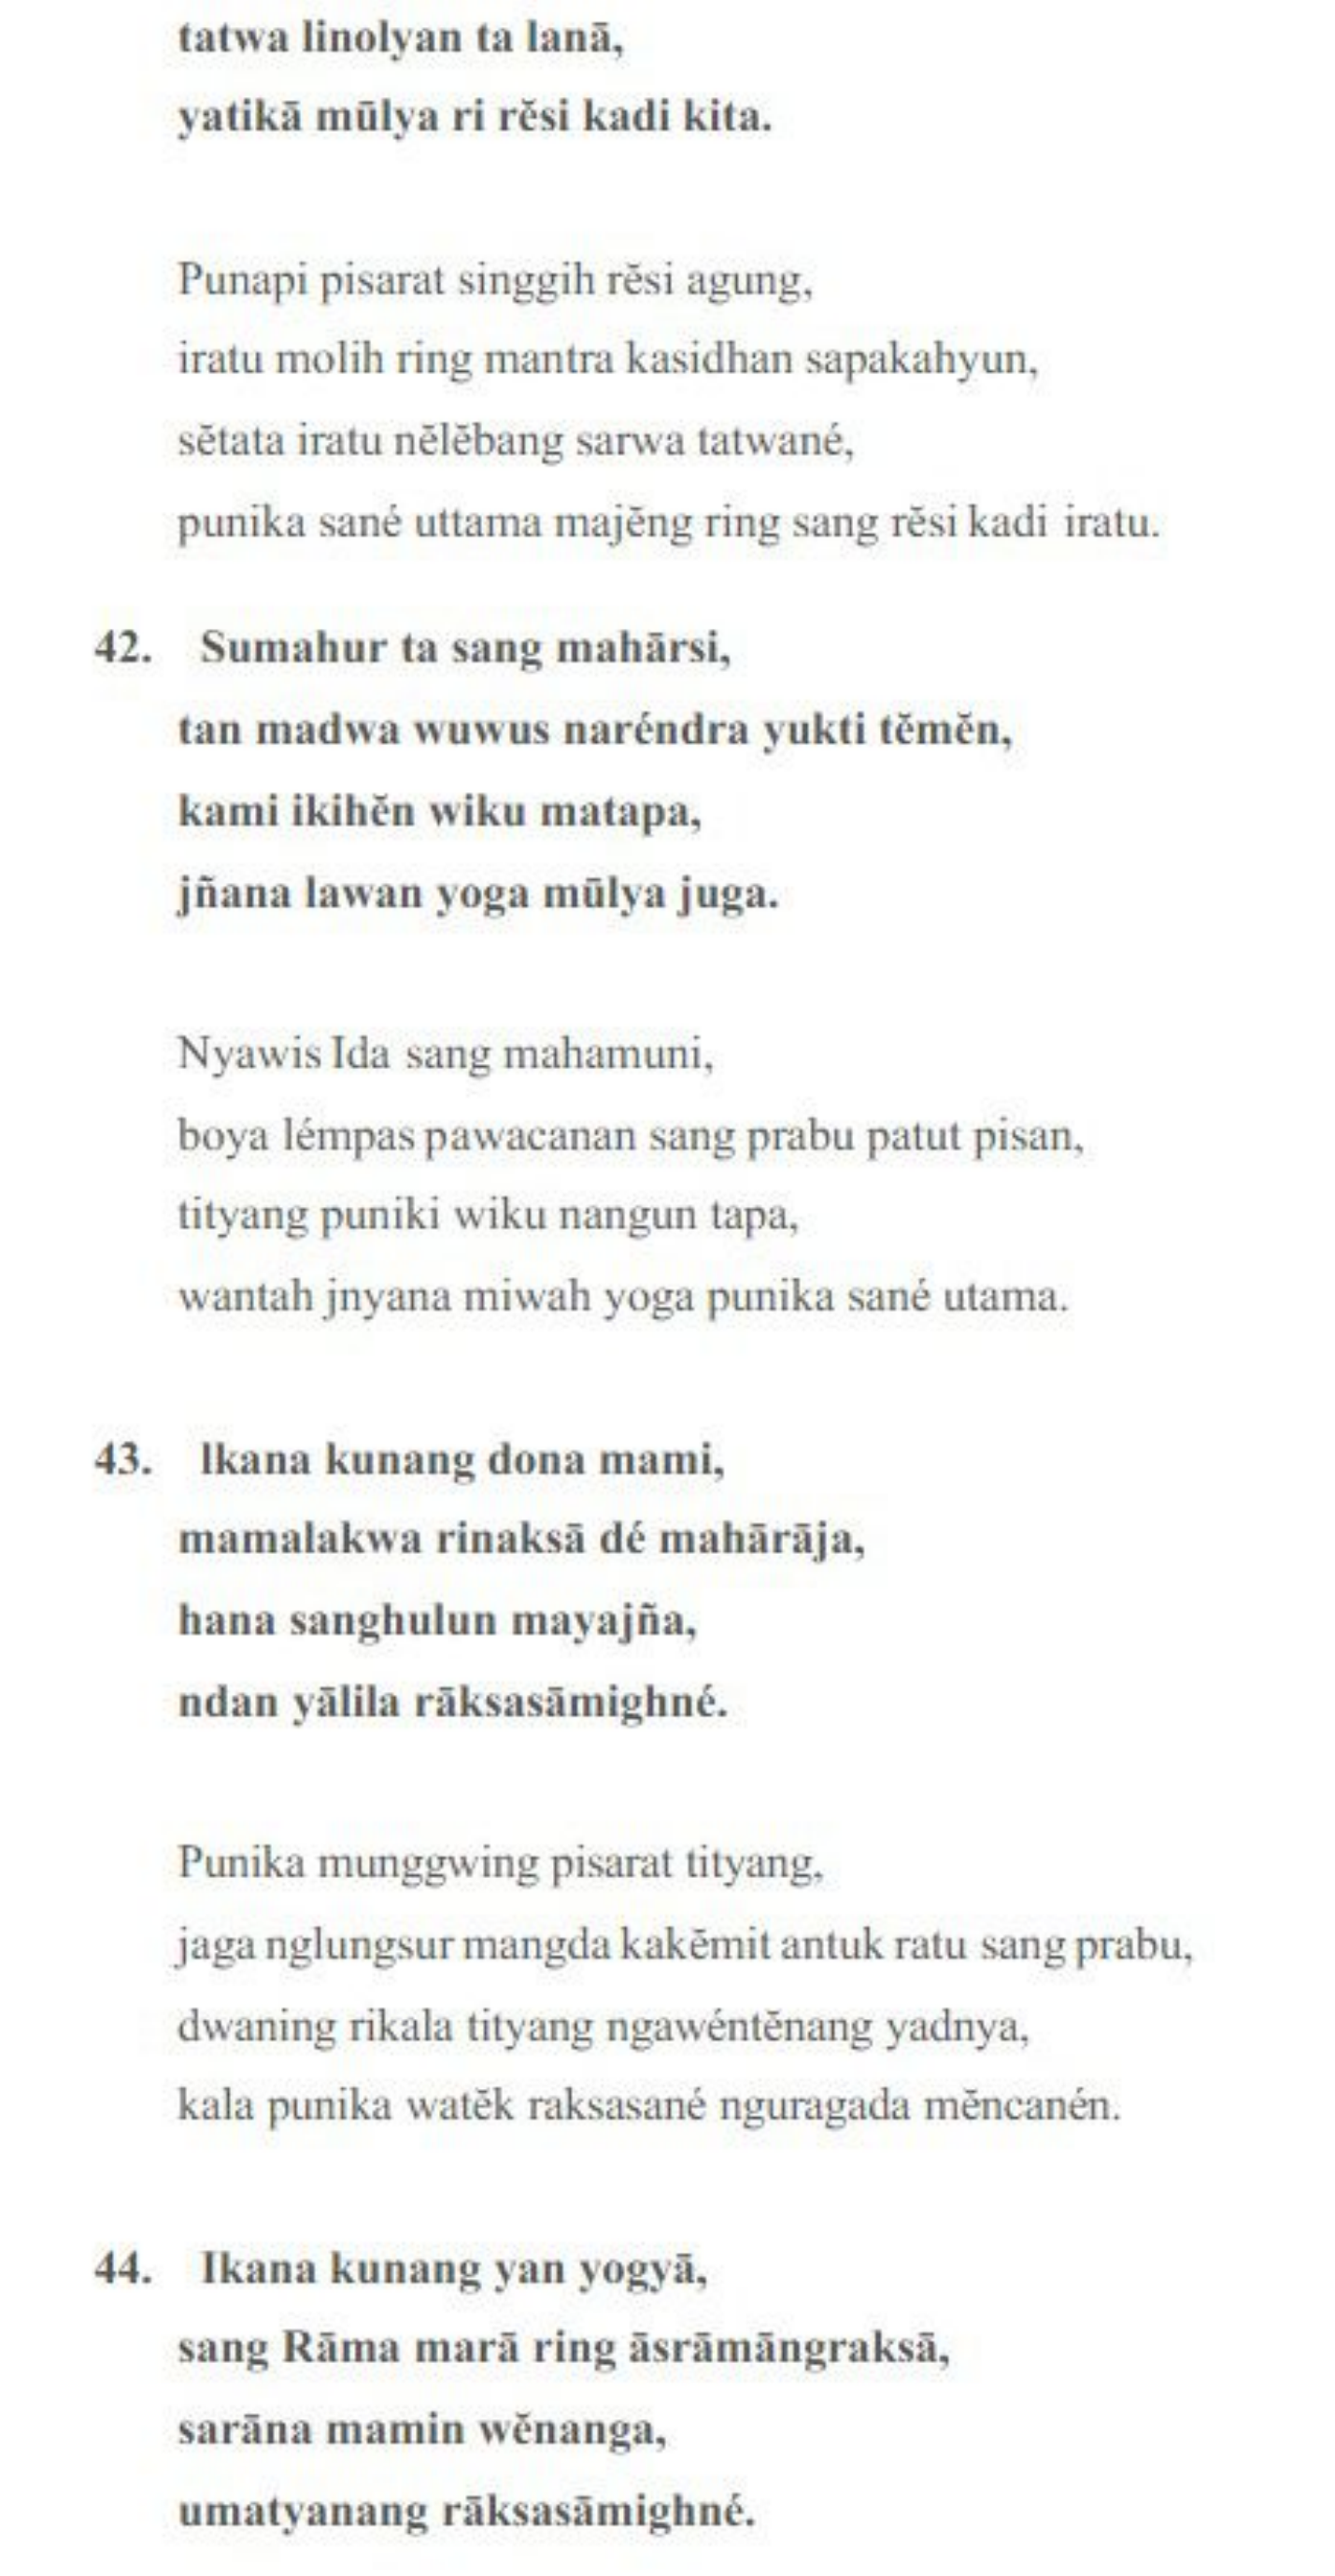 tatwa linolyan ta lanā,
yatikā mūlya ri rĕsi kadi kita.
Punapi pisarat singgih rĕsi agung,
iratu molih ring mantra kasidhan sapakahyun,
sĕtata iratu nĕlĕbang sarwa tatwané,
punika sané uttama majĕng ring sang rĕsi kadi iratu.
42. Sumahur ta sang mahārsi,
tan madwa wuwus naréndra yukti tĕmĕn,
kami ikihĕn wiku matapa,
jñana lawan yoga mūlya juga.
Nyawis Ida sang mahamuni,
boya lémpas pawacanan sang prabu patut pisan,
tityang puniki wiku nangun tapa,
wantah jnyana miwah yoga punika sané utama.
43. Ikana kunang dona mami,
mamalakwa rinaksā dé mahārāja,
hana sanghulun mayajña,
ndan yālila rāksasāmighné.
Punika munggwing pisarat tityang,
jaga nglungsur mangda kakĕmit antuk ratu sang prabu,
dwaning rikala tityang ngawéntĕnang yadnya,
kala punika watĕk raksasané nguragada mĕncanén.
44. Ikana kunang yan yogyā,
sang Rāma marā ring āsrāmāngraksā,
sarāna mamin wĕnanga,
umatyanang rāksasāmighné.